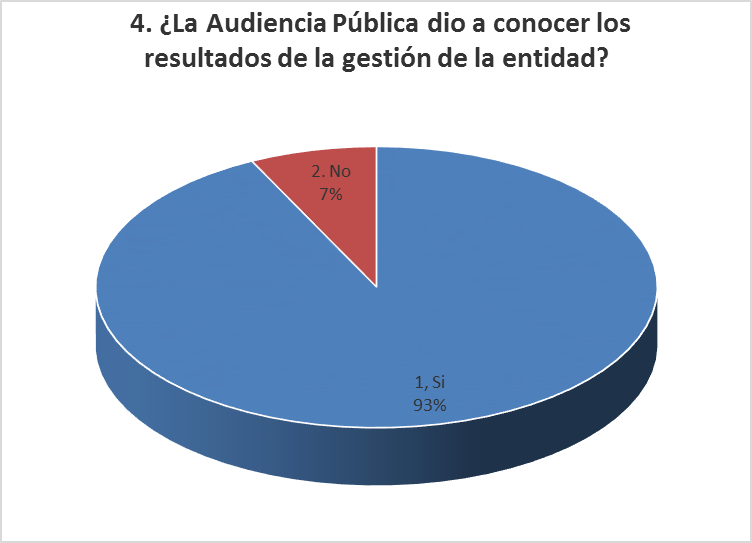 4. ¿La Audiencia Pública dio a conocer los
resultados de la gestión de la entidad?
2. No
7%
1, Si
93%